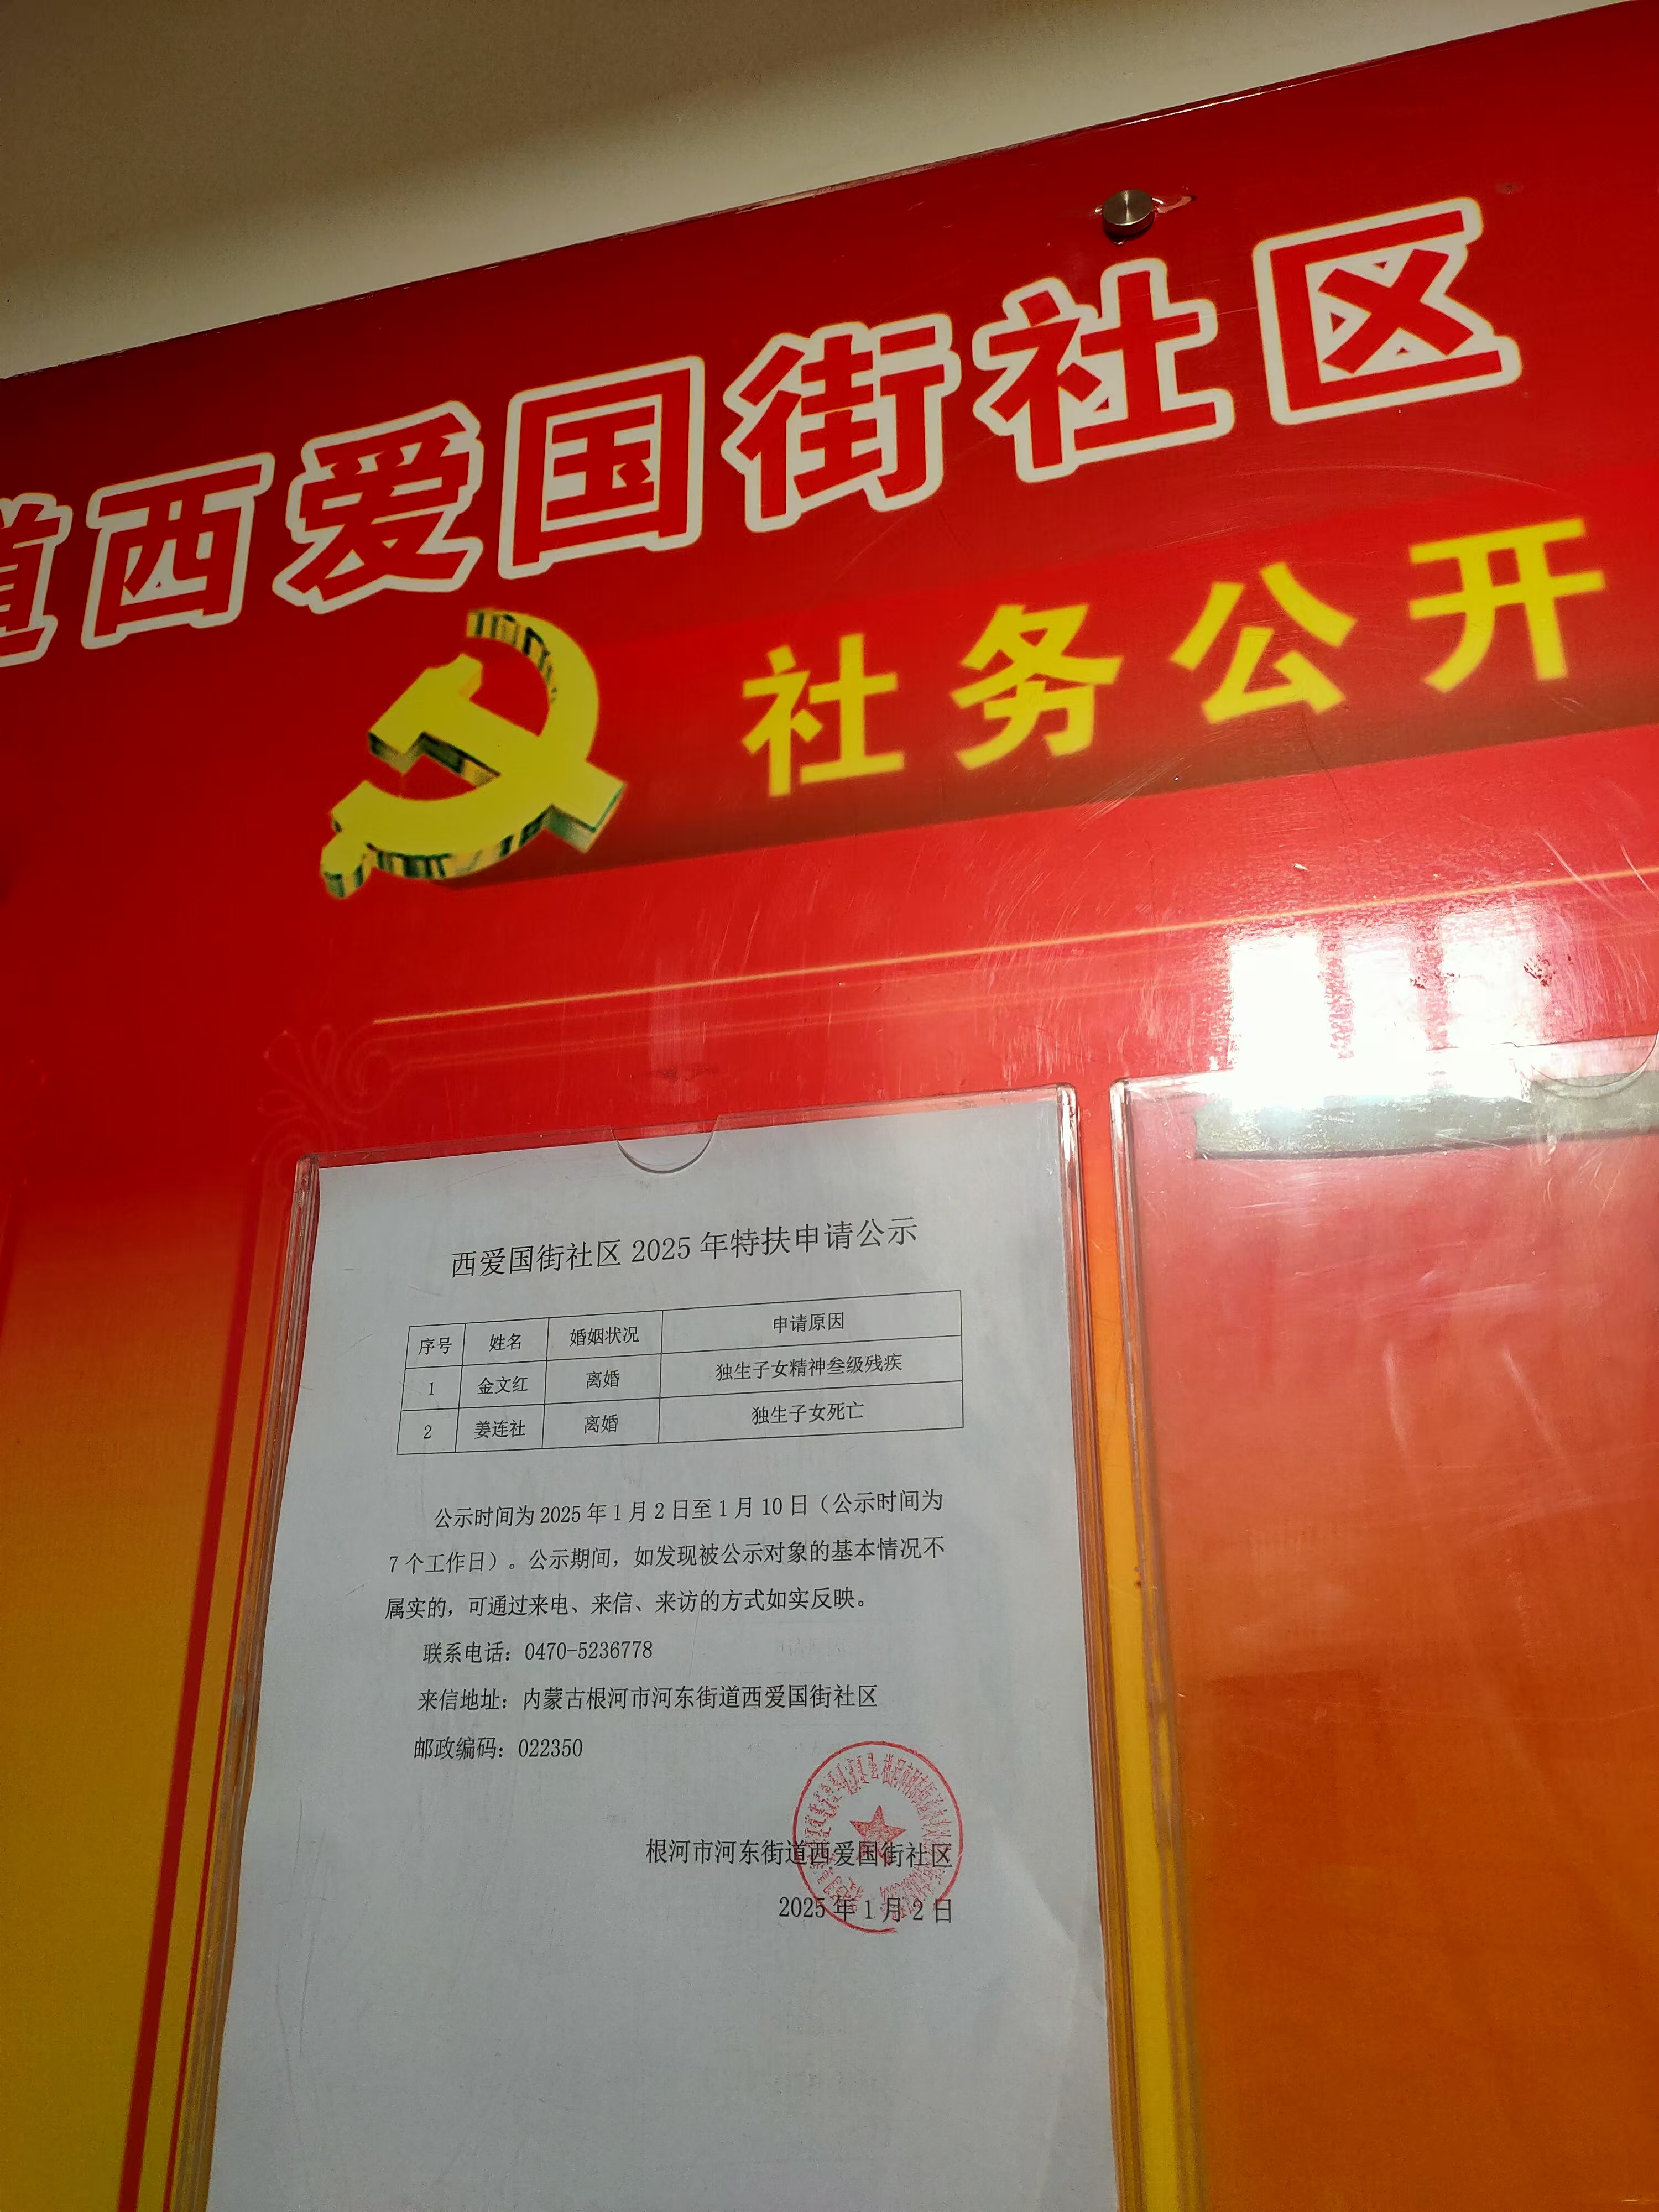 道西爱国街社区
社务公开
西爱国街社区 2025 年特扶申请公示
序号 姓名 婚姻状况 申请原因
1 金文红 离婚 独生子女精神叁级残疾
2 姜连社 离婚 独生子女死亡
公示时间为 2025 年 1 月 2 日至 1 月 10 日（公示时间为
7 个工作日）。公示期间，如发现被公示对象的基本情况不
属实的，可通过来电、来信、来访的方式如实反映。
联系电话：0470-5236778
来信地址：内蒙古根河市河东街道西爱国街社区
邮政编码：022350
根河市河东街道西爱国街社区
2025 年 1 月 2 日